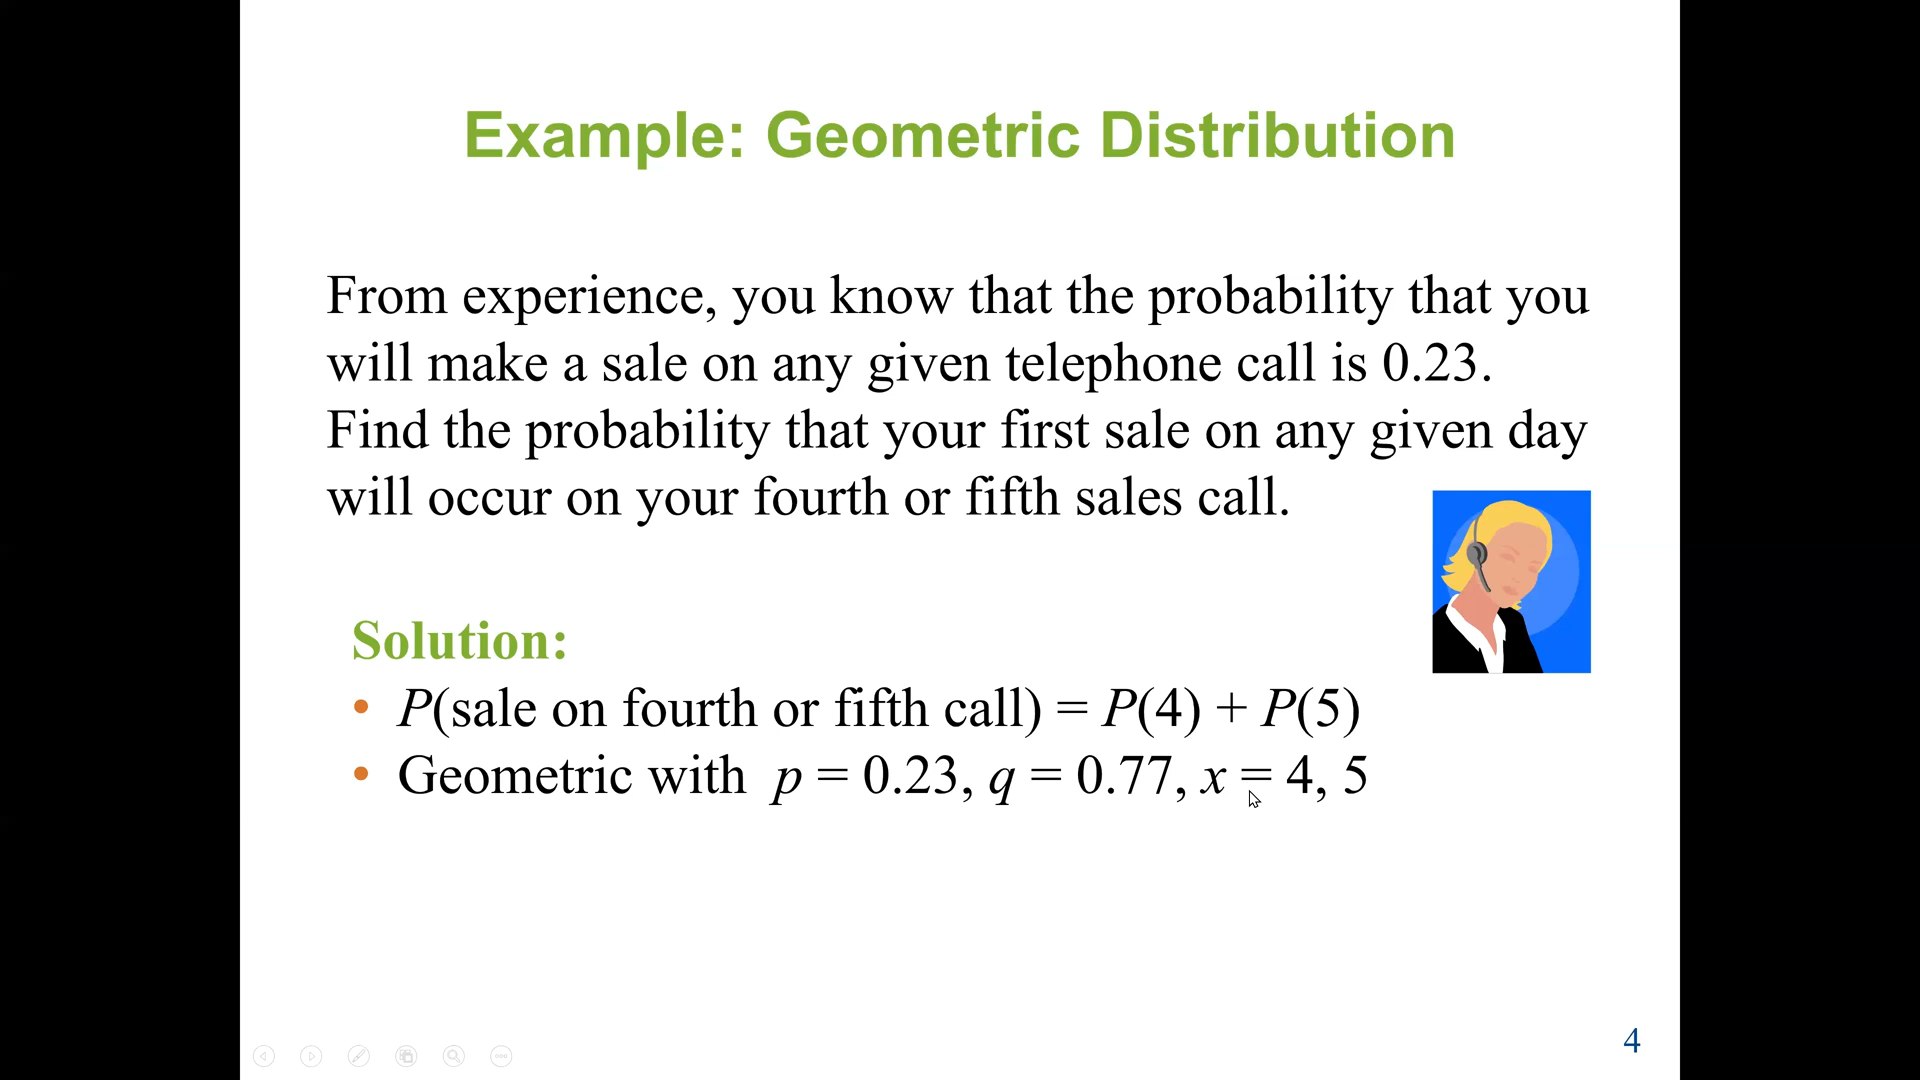 Example: Geometric Distribution
From experience, you know that the probability that you
will make a sale on any given telephone call is 0.23.
Find the probability that your first sale on any given day
will occur on your fourth or fifth sales call.
Solution:
• P(sale on fourth or fifth call) = P(4) + P(5)
• Geometric with p = 0.23, q = 0.77, x = 4, 5
4